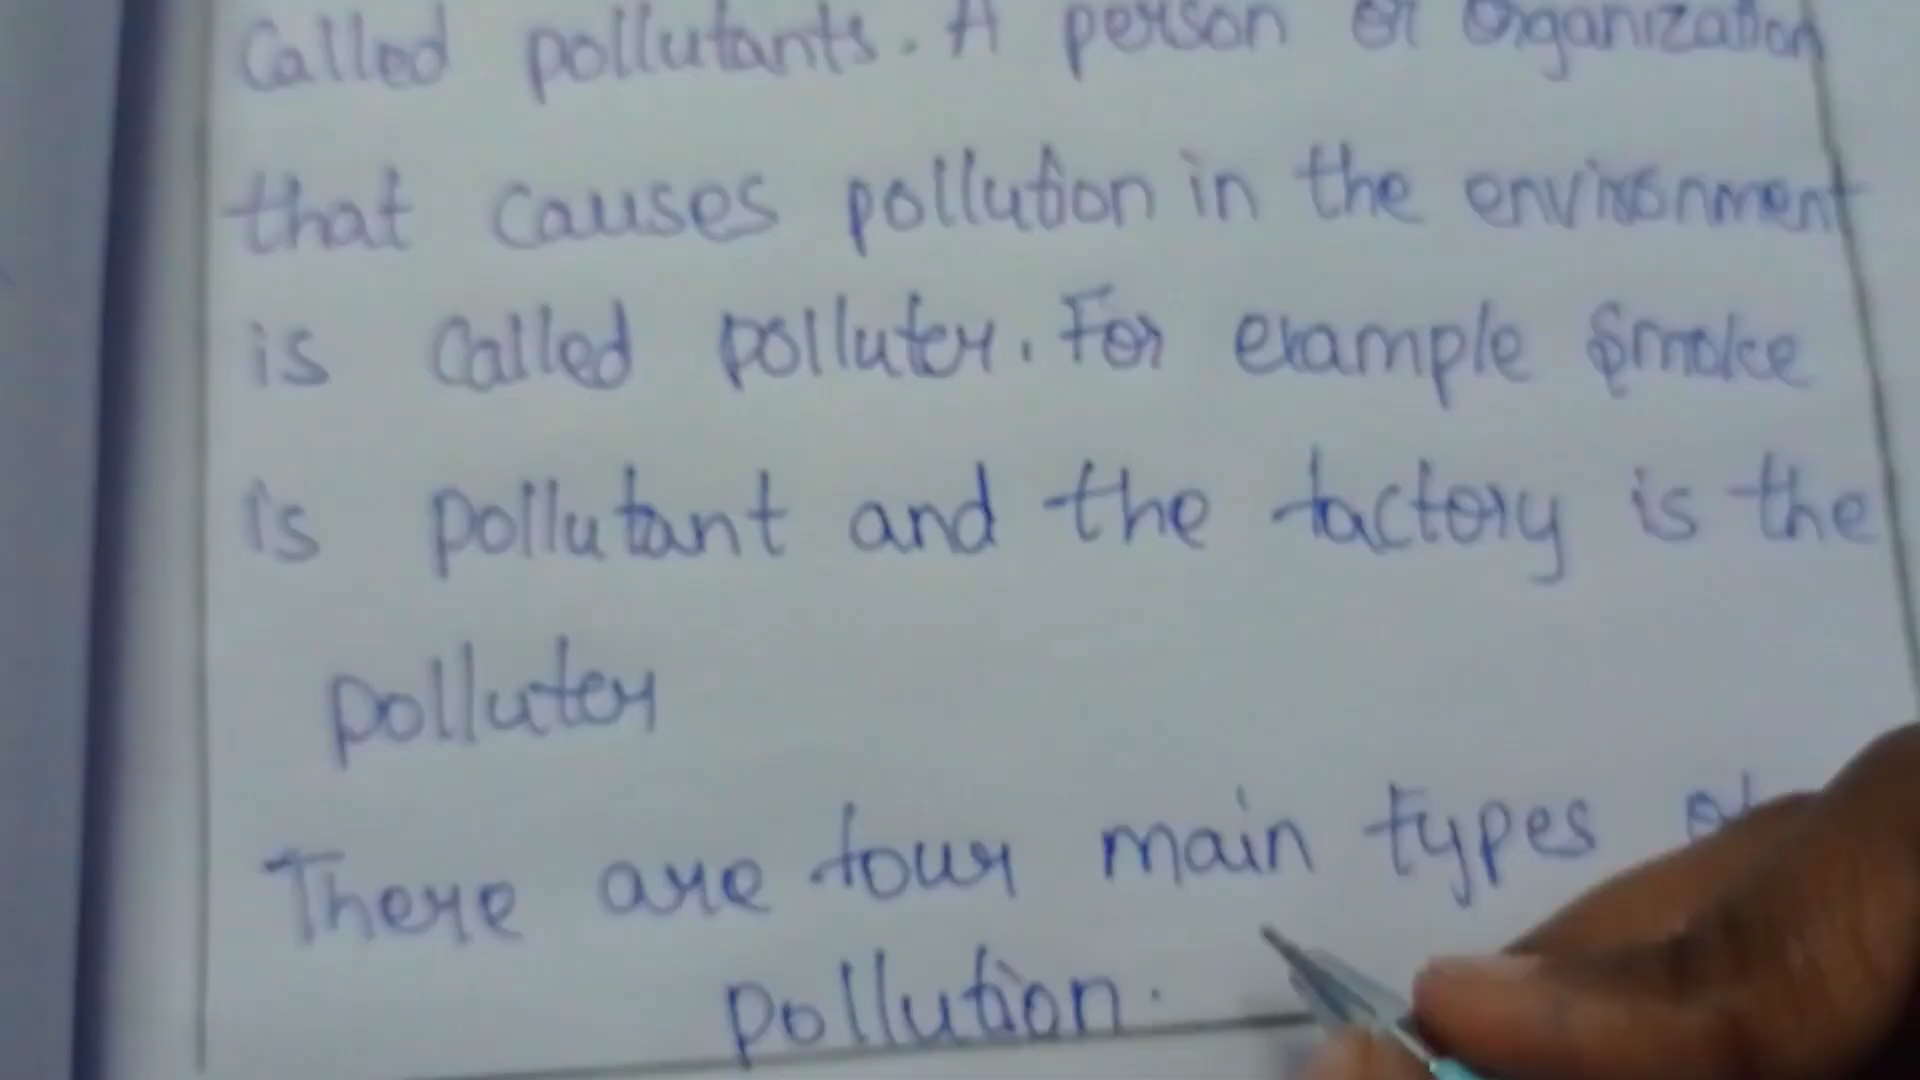 Called pollutants. A person or Organization
that causes pollution in the environment
is Called polluter. For example Smoke
is pollutant and the factory is the
polluter
There are four main types of
pollution.